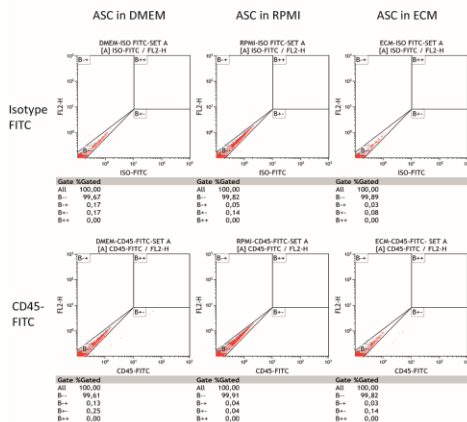 ASC in DMEM ASC in RPMI ASC in ECM
DMEM-ISO FITC-SET A RPMI-ISO FITC-SET A ECM-ISO FITC-SET A
[A] ISO-FITC / FL2-H [A] ISO-FITC / FL2-H [A] ISO-FITC / FL2-H
B-+ B++ B-+ B++ B-+ B++
Isotype
FITC
FL2-H FL2-H FL2-H
B+- B+- B+-
ISO-FITC ISO-FITC ISO-FITC
Gate %Gated Gate %Gated Gate %Gated
All 100,00 All 100,00 All 100,00
B-- 99,67 B-- 99,82 B-- 99,89
B-+ 0,17 B-+ 0,05 B-+ 0,03
B+- 0,17 B+- 0,14 B+- 0,08
B++ 0,00 B++ 0,00 B++ 0,00
DMEM-CD45-FITC-SET A RPMI-CD45-FITC-SET A ECM-CD45-FITC- SET A
[A] CD45-FITC / FL2-H [A] CD45-FITC / FL2-H [A] CD45-FITC / FL2-H
B-+ B++ B-+ B++ B-+ B++
CD45-
FITC
FL2-H FL2-H FL2-H
B+- B+- B+-
CD45-FITC CD45-FITC CD45-FITC
Gate %Gated Gate %Gated Gate %Gated
All 100,00 All 100,00 All 100,00
B-- 99,61 B-- 99,91 B-- 99,82
B-+ 0,13 B-+ 0,04 B-+ 0,03
B+- 0,25 B+- 0,04 B+- 0,14
B++ 0,00 B++ 0,00 B++ 0,00